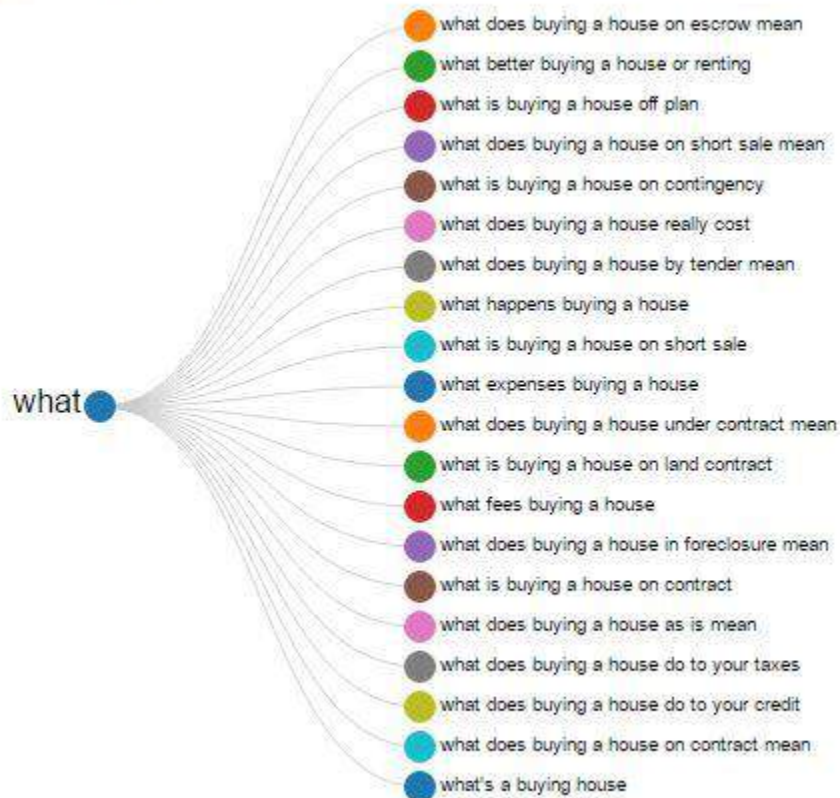 what does buying a house on escrow mean
what better buying a house or renting
what is buying a house off plan
what does buying a house on short sale mean
what is buying a house on contingency
what does buying a house really cost
what does buying a house by tender mean
what happens buying a house
what is buying a house on short sale
what expenses buying a house
what
what does buying a house under contract mean
what is buying a house on land contract
what fees buying a house
what does buying a house in foreclosure mean
what is buying a house on contract
what does buying a house as is mean
what does buying a house do to your taxes
what does buying a house do to your credit
what does buying a house on contract mean
what's a buying house